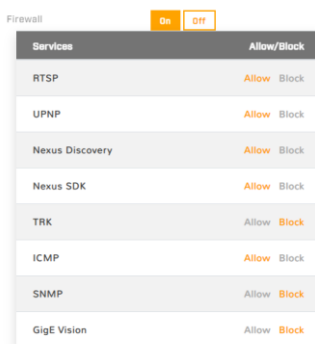 Firewall On Off
Services Allow/Block
RTSP Allow Block
UPNP Allow Block
Nexus Discovery Allow Block
Nexus SDK Allow Block
TRK Allow Block
ICMP Allow Block
SNMP Allow Block
GigE Vision Allow Block